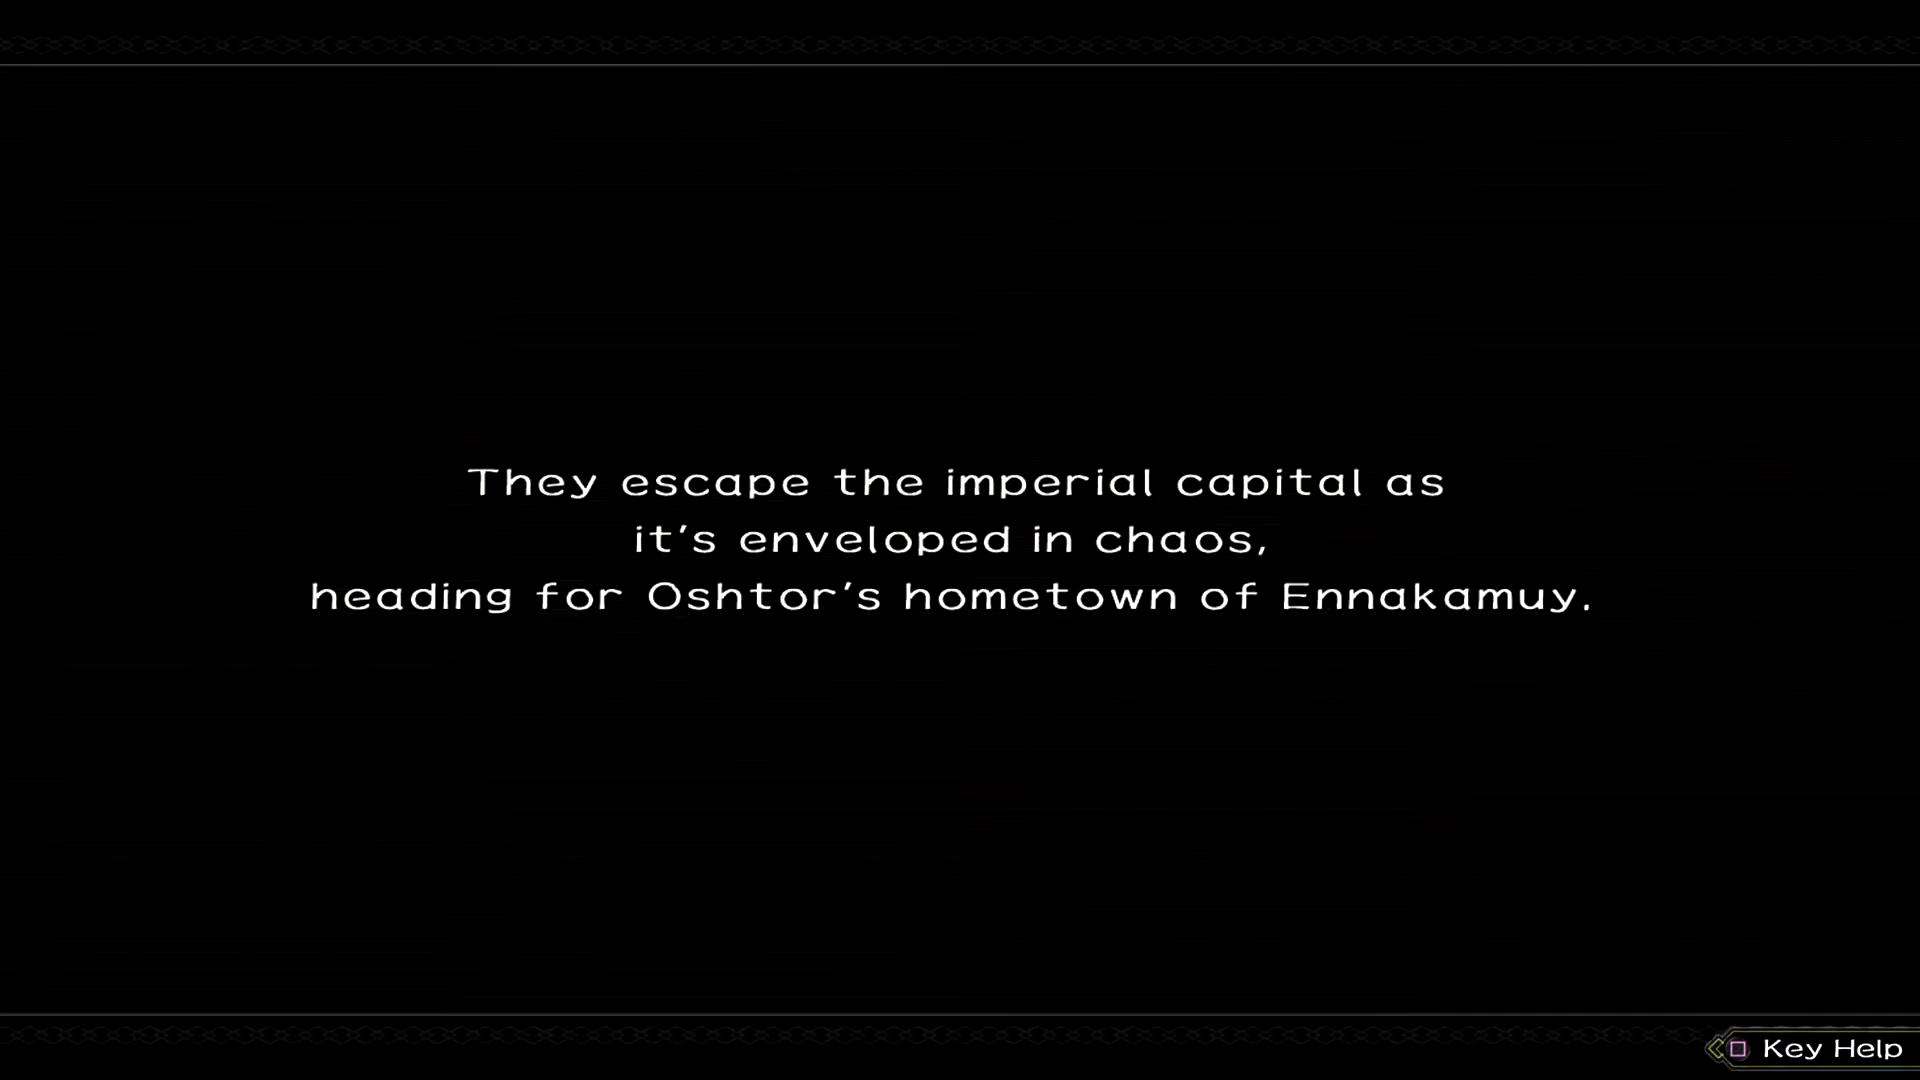 They escape the imperial capital as
it's enveloped in chaos,
heading for Oshtor's hometown of Ennakamuy.
Key Help